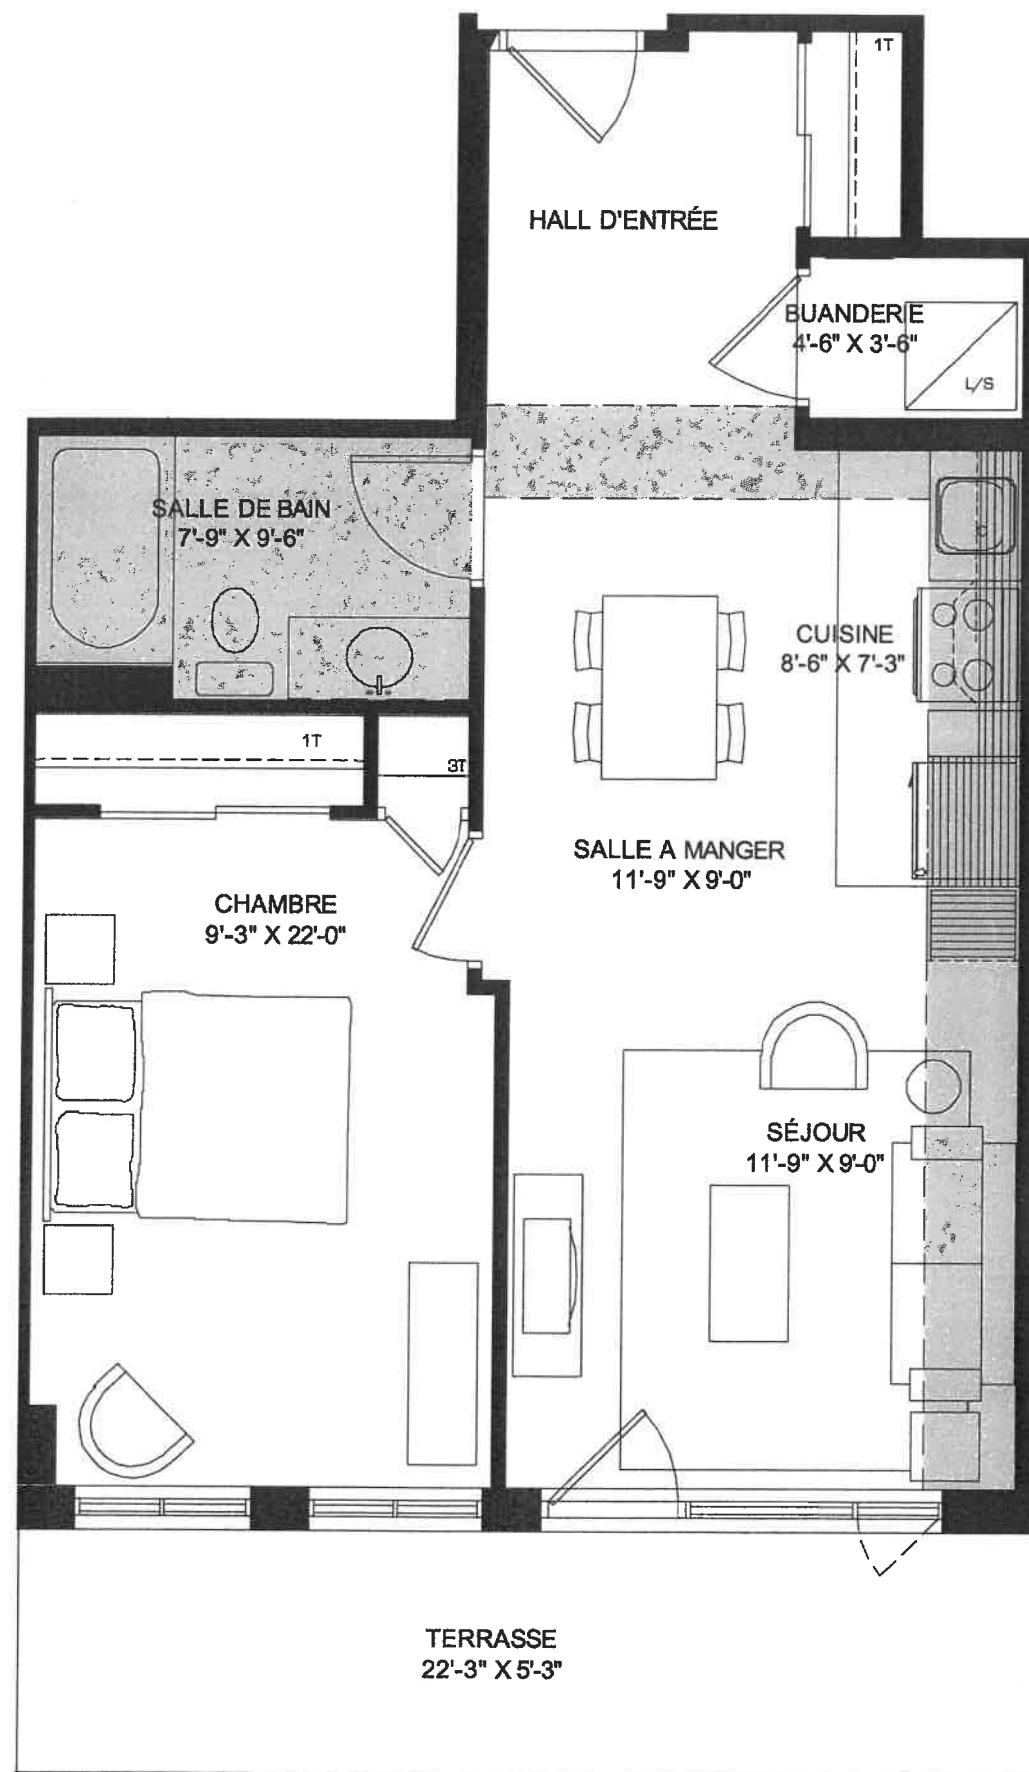 1T
HALL D'ENTRÉE
BUANDERIE
4'-6" X 3'-6"
L/S
SALLE DE BAIN
7'-9" X 9'-6"
CUISINE
8'-6" X 7'-3"
1T
3T
SALLE A MANGER
11'-9" X 9'-0"
CHAMBRE
9'-3" X 22'-0"
SÉJOUR
11'-9" X 9'-0"
TERRASSE
22'-3" X 5'-3"